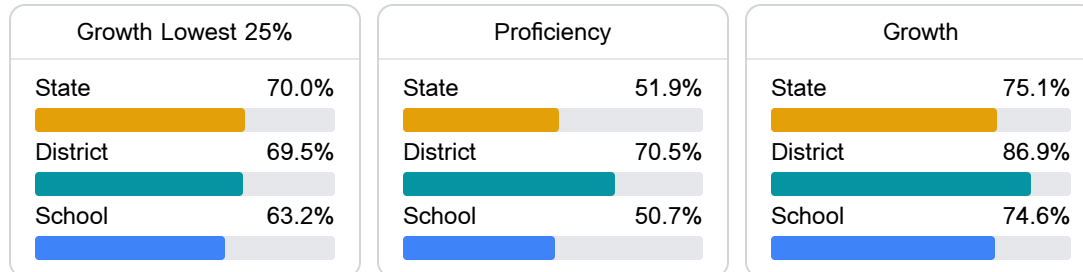 Growth Lowest 25%
State 70.0%
District 69.5%
School 63.2%
Proficiency
State 51.9%
District 70.5%
School 50.7%
Growth
State 75.1%
District 86.9%
School 74.6%